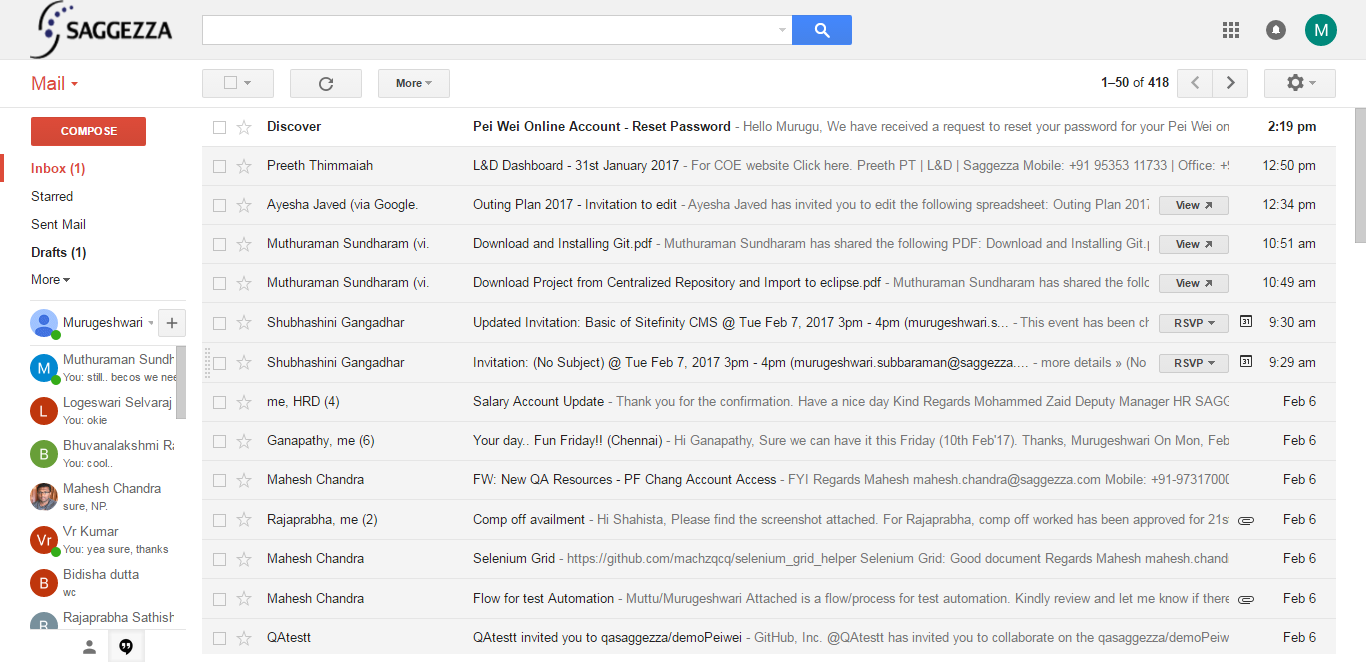 SAGGEZZA
M
Mail
More
1–50 of 418
COMPOSE
Inbox (1)
Starred
Sent Mail
Drafts (1)
More
Murugeshwari
+
M Muthuraman Sundh
You: still.. becos we nee
L Logeswari Selvaraj
You: okie
B Bhuvanalakshmi Ra
You: cool..
Mahesh Chandra
sure, NP.
Vr Vr Kumar
You: yea sure, thanks
B Bidisha dutta
wc
R Rajaprabha Sathish
Discover Pei Wei Online Account - Reset Password - Hello Murugu, We have received a request to reset your password for your Pei Wei on 2:19 pm
Preeth Thimmaiah L&D Dashboard - 31st January 2017 - For COE website Click here. Preeth PT | L&D | Saggezza Mobile: +91 95353 11733 | Office: +9 12:50 pm
Ayesha Javed (via Google. Outing Plan 2017 - Invitation to edit - Ayesha Javed has invited you to edit the following spreadsheet: Outing Plan 2017 View 12:34 pm
Muthuraman Sundharam (vi. Download and Installing Git.pdf - Muthuraman Sundharam has shared the following PDF: Download and Installing Git.p View 10:51 am
Muthuraman Sundharam (vi. Download Project from Centralized Repository and Import to eclipse.pdf - Muthuraman Sundharam has shared the follo View 10:49 am
Shubhashini Gangadhar Updated Invitation: Basic of Sitefinity CMS @ Tue Feb 7, 2017 3pm - 4pm (murugeshwari.s... - This event has been ch RSVP 31 9:30 am
Shubhashini Gangadhar Invitation: (No Subject) @ Tue Feb 7, 2017 3pm - 4pm (murugeshwari.subbaraman@saggezza.... - more details » (No RSVP 31 9:29 am
me, HRD (4) Salary Account Update - Thank you for the confirmation. Have a nice day Kind Regards Mohammed Zaid Deputy Manager HR SAGG Feb 6
Ganapathy, me (6) Your day.. Fun Friday!! (Chennai) - Hi Ganapathy, Sure we can have it this Friday (10th Feb'17). Thanks, Murugeshwari On Mon, Feb Feb 6
Mahesh Chandra FW: New QA Resources - PF Chang Account Access - FYI Regards Mahesh mahesh.chandra@saggezza.com Mobile: +91-97317000 Feb 6
Rajaprabha, me (2) Comp off availment - Hi Shahista, Please find the screenshot attached. For Rajaprabha, comp off worked has been approved for 21st Feb 6
Mahesh Chandra Selenium Grid - https://github.com/machzqcq/selenium_grid_helper Selenium Grid: Good document Regards Mahesh mahesh.chandi Feb 6
Mahesh Chandra Flow for test Automation - Muttu/Murugeshwari Attached is a flow/process for test automation. Kindly review and let me know if there Feb 6
QAtestt QAtestt invited you to qasaggezza/demoPeiwei - GitHub, Inc. @QAtestt has invited you to collaborate on the qasaggezza/demoPeiw Feb 6